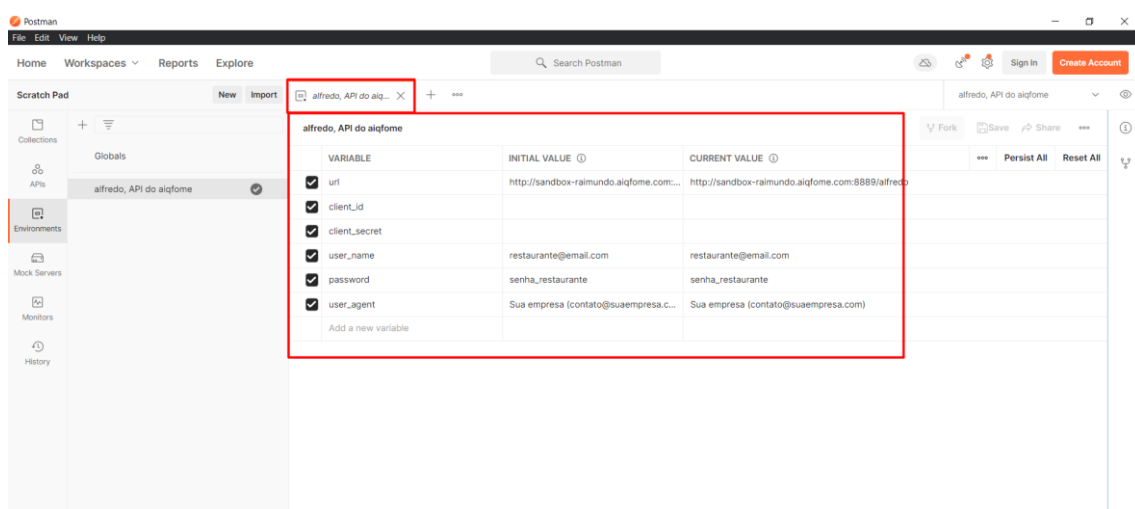 Postman
File Edit View Help
Home Workspaces Reports Explore Search Postman Sign In Create Account
Scratch Pad New Import alfredo, API do aiq... alfredo, API do aiqfome
Collections
APIs
Environments
Mock Servers
Monitors
History
Globals
alfredo, API do aiqfome
alfredo, API do aiqfome Fork Save Share
VARIABLE INITIAL VALUE CURRENT VALUE Persist All Reset All
url http://sandbox-raimundo.aiqfome.com:... http://sandbox-raimundo.aiqfome.com:8889/alfredo
client_id
client_secret
user_name restaurante@email.com restaurante@email.com
password senha_restaurante senha_restaurante
user_agent Sua empresa (contato@suaempresa.c... Sua empresa (contato@suaempresa.com)
Add a new variable